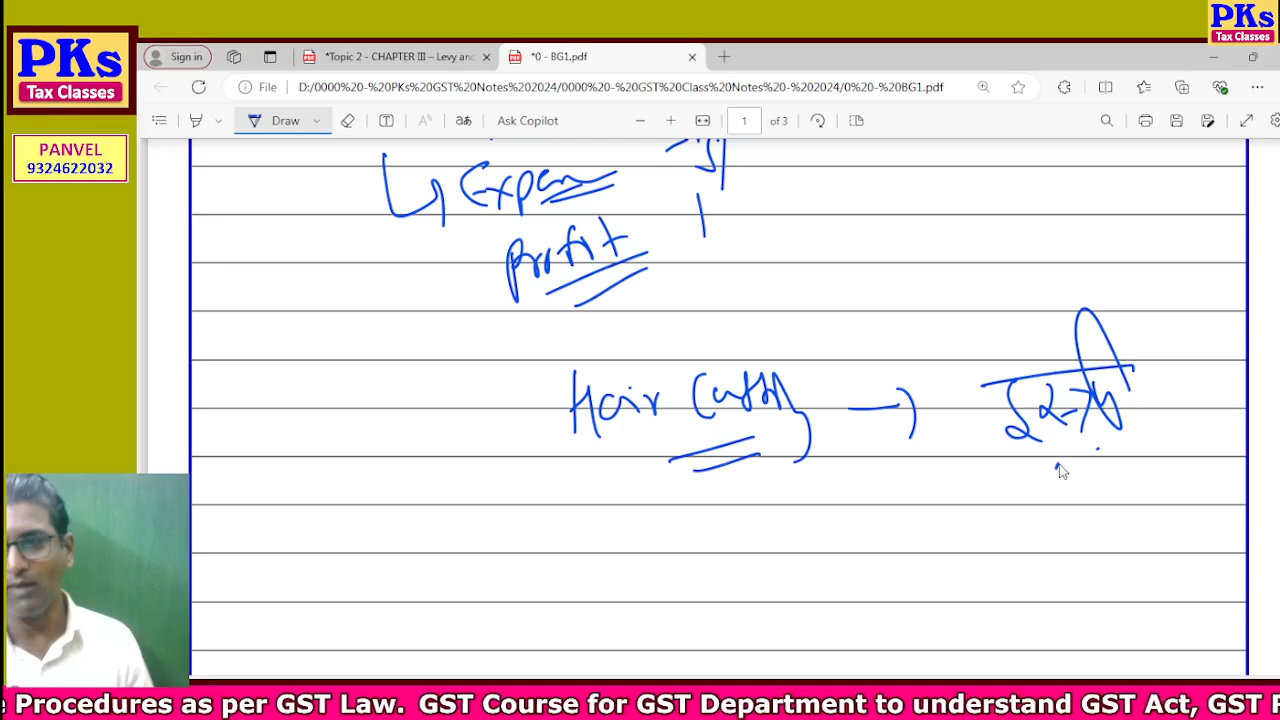 PKs
Tax Classes
PKs
Tax Classes
PANVEL
9324622032
Sign in
*Topic 2 - CHAPTER III – Levy and
*0 - BG1.pdf
File
D:/0000%20-%20PKs%20GST%20Notes%202024/0000%20-%20GST%20Class%20Notes%20-%202024/0%20-%20BG1.pdf
Draw
Ask Copilot
1 of 3
Expen
profit
Hair
Procedures as per GST Law. GST Course for GST Department to understand GST Act, GST